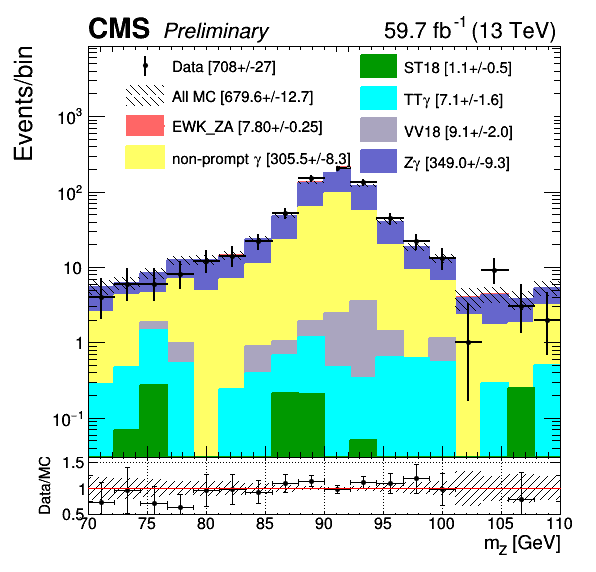 CMS Preliminary 59.7 fb⁻¹ (13 TeV)
Events/bin
Data [708+/-27]
All MC [679.6+/-12.7]
EWK_ZA [7.80+/-0.25]
non-prompt γ [305.5+/-8.3]
ST18 [1.1+/-0.5]
TTγ [7.1+/-1.6]
VV18 [9.1+/-2.0]
Zγ [349.0+/-9.3]
10³
10²
10
1
10⁻¹
Data/MC
1.5
1
0.5
70 75 80 85 90 95 100 105 110
m_Z [GeV]